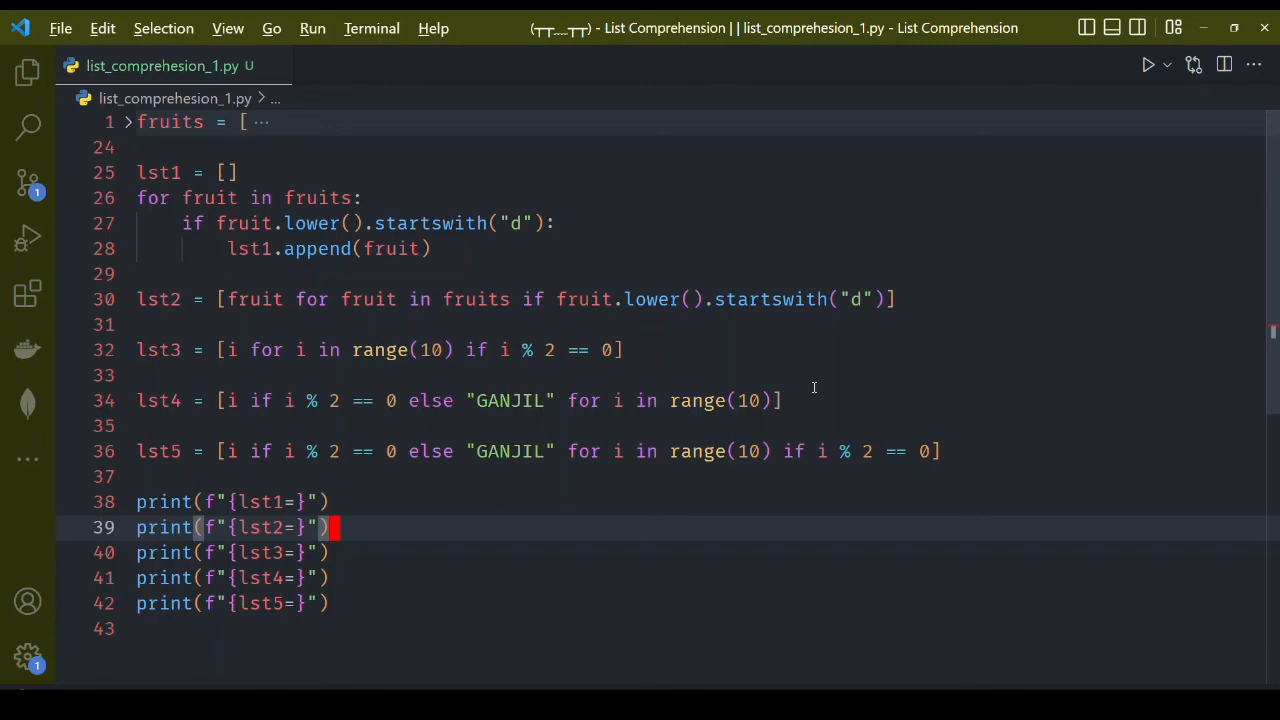 File Edit Selection View Go Run Terminal Help (┬┬﹏┬┬) - List Comprehension || list_comprehesion_1.py - List Comprehension
list_comprehesion_1.py U
list_comprehesion_1.py > ...
1 fruits = [ ···
24
25 lst1 = []
26 for fruit in fruits:
27 if fruit.lower().startswith("d"):
28 lst1.append(fruit)
29
30 lst2 = [fruit for fruit in fruits if fruit.lower().startswith("d")]
31
32 lst3 = [i for i in range(10) if i % 2 == 0]
33
34 lst4 = [i if i % 2 == 0 else "GANJIL" for i in range(10)]
35
36 lst5 = [i if i % 2 == 0 else "GANJIL" for i in range(10) if i % 2 == 0]
37
38 print(f"{lst1=}")
39 print(f"{lst2=}")
40 print(f"{lst3=}")
41 print(f"{lst4=}")
42 print(f"{lst5=}")
43
1
1